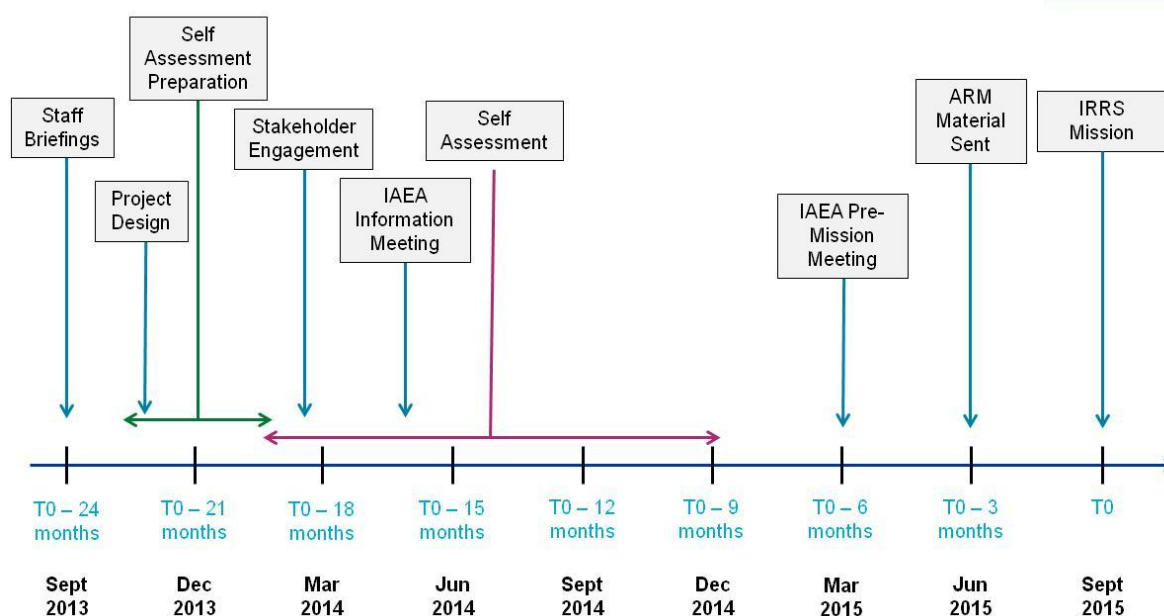 Self
Assessment
Preparation
Staff
Briefings
Project
Design
Stakeholder
Engagement
IAEA
Information
Meeting
Self
Assessment
IAEA Pre-
Mission
Meeting
ARM
Material
Sent
IRRS
Mission
T0 – 24
months
T0 – 21
months
T0 – 18
months
T0 – 15
months
T0 – 12
months
T0 – 9
months
T0 – 6
months
T0 – 3
months
T0
Sept
2013
Dec
2013
Mar
2014
Jun
2014
Sept
2014
Dec
2014
Mar
2015
Jun
2015
Sept
2015